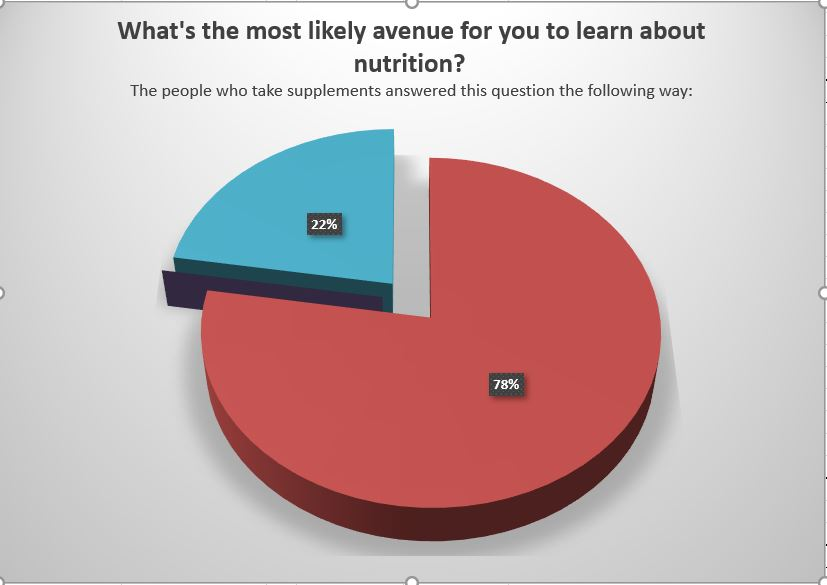 What's the most likely avenue for you to learn about
nutrition?
The people who take supplements answered this question the following way:
22%
78%